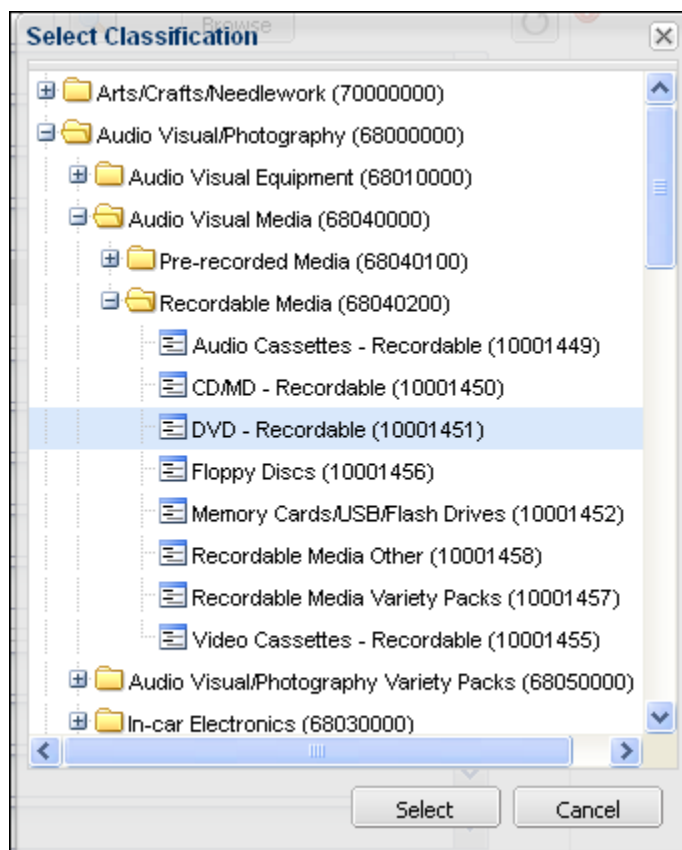 Browse
Select Classification
Arts/Crafts/Needlework (70000000)
Audio Visual/Photography (68000000)
Audio Visual Equipment (68010000)
Audio Visual Media (68040000)
Pre-recorded Media (68040100)
Recordable Media (68040200)
Audio Cassettes - Recordable (10001449)
CD/MD - Recordable (10001450)
DVD - Recordable (10001451)
Floppy Discs (10001456)
Memory Cards/USB/Flash Drives (10001452)
Recordable Media Other (10001458)
Recordable Media Variety Packs (10001457)
Video Cassettes - Recordable (10001455)
Audio Visual/Photography Variety Packs (68050000)
In-car Electronics (68030000)
Select Cancel